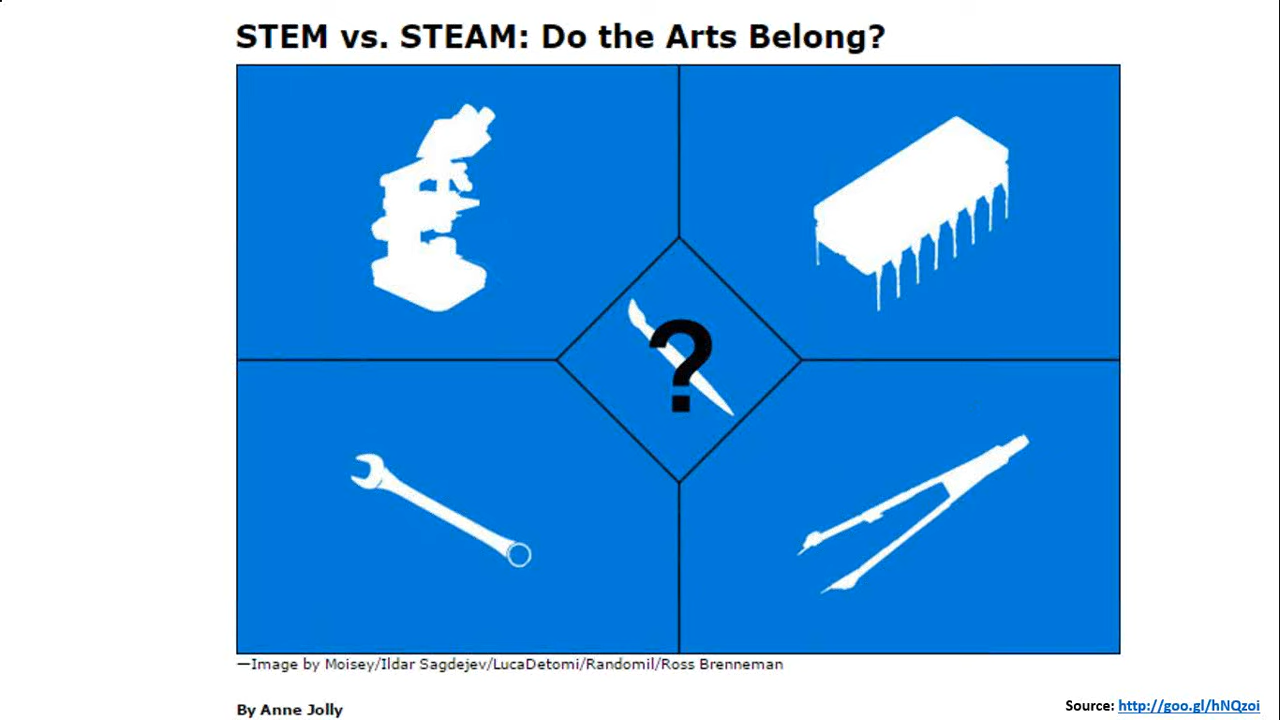 STEM vs. STEAM: Do the Arts Belong?
?
—Image by Moisey/Ildar Sagdejev/LucaDetomi/Randomil/Ross Brenneman
By Anne Jolly
Source: http://goo.gl/hNQzoi